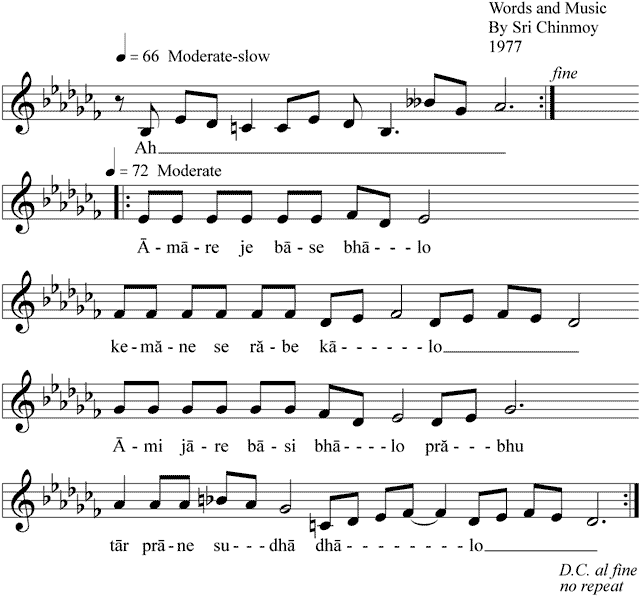 Words and Music
By Sri Chinmoy
1977
♩ = 66 Moderate-slow
fine
Ah
♩ = 72 Moderate
Ā - mā - re je bā - se bhā - - - lo
ke - mă - ne se ră - be kā - - - - - - lo
Ā - mi jā - re bā - si bhā - - - - lo pră - - - bhu
tār prā - ne su - - - dhā dhā - - - - - - - - - lo
D.C. al fine
no repeat